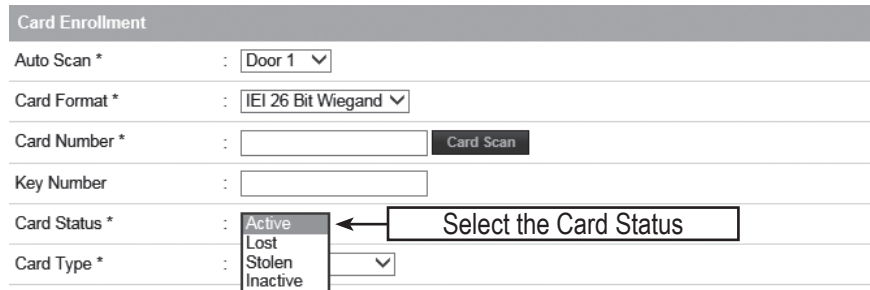 Card Enrollment
Auto Scan * : Door 1
Card Format * : IEI 26 Bit Wiegand
Card Number * : Card Scan
Key Number :
Card Status * : Active Select the Card Status
Lost
Card Type * : Stolen
Inactive